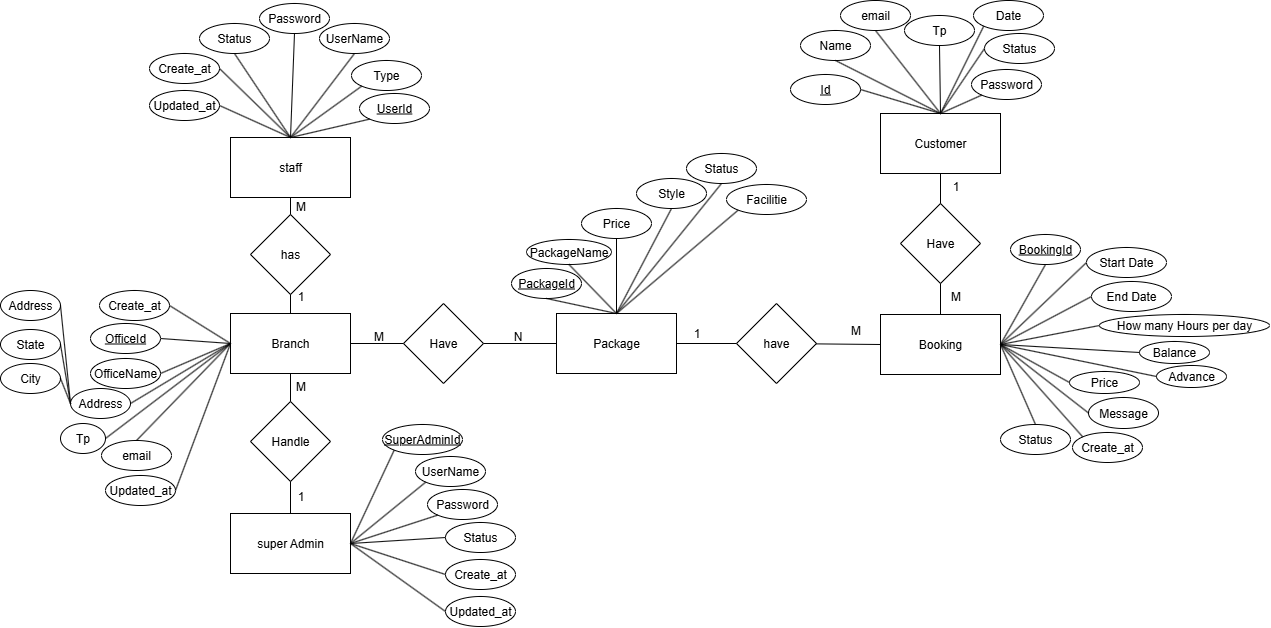 Password
Status
UserName
Create_at
Type
Updated_at
UserId
staff
M
has
1
email
Date
Tp
Name
Status
Id
Password
Customer
1
Have
M
Status
Style
Facilitie
Price
PackageName
PackageId
BookingId
Start Date
End Date
How many Hours per day
Balance
Advance
Price
Message
Status
Create_at
Address
Create_at
State
OfficeId
City
OfficeName
Address
Tp
email
Updated_at
Branch
M
Have
N
Package
1
have
M
Booking
M
Handle
1
super Admin
SuperAdminId
UserName
Password
Status
Create_at
Updated_at